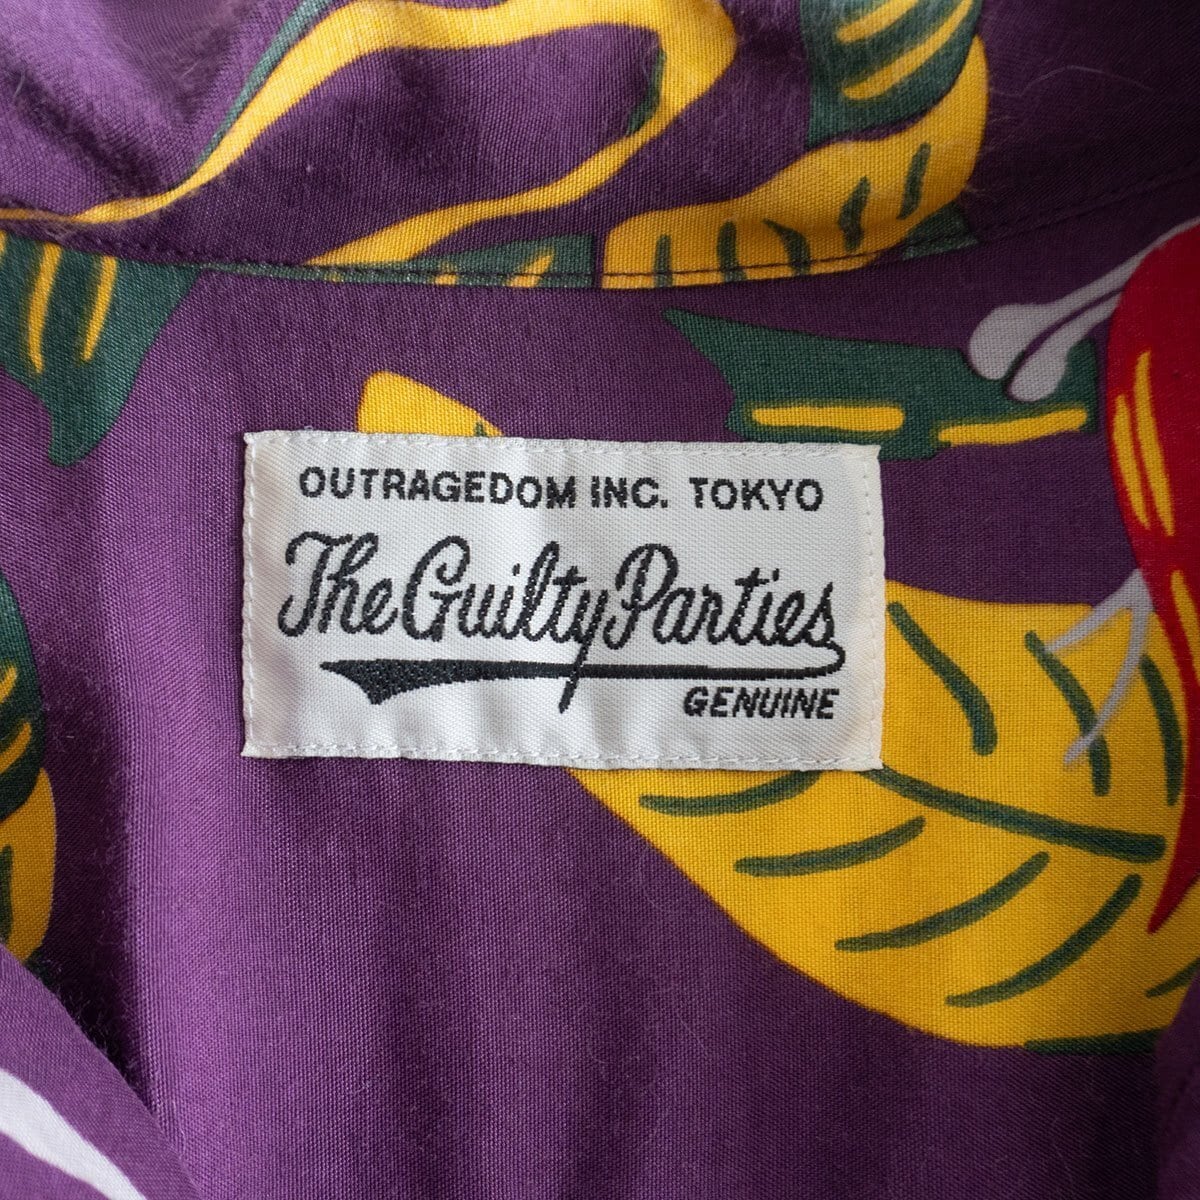 OUTRAGEDOM INC. TOKYO
The Guilty Parties
GENUINE